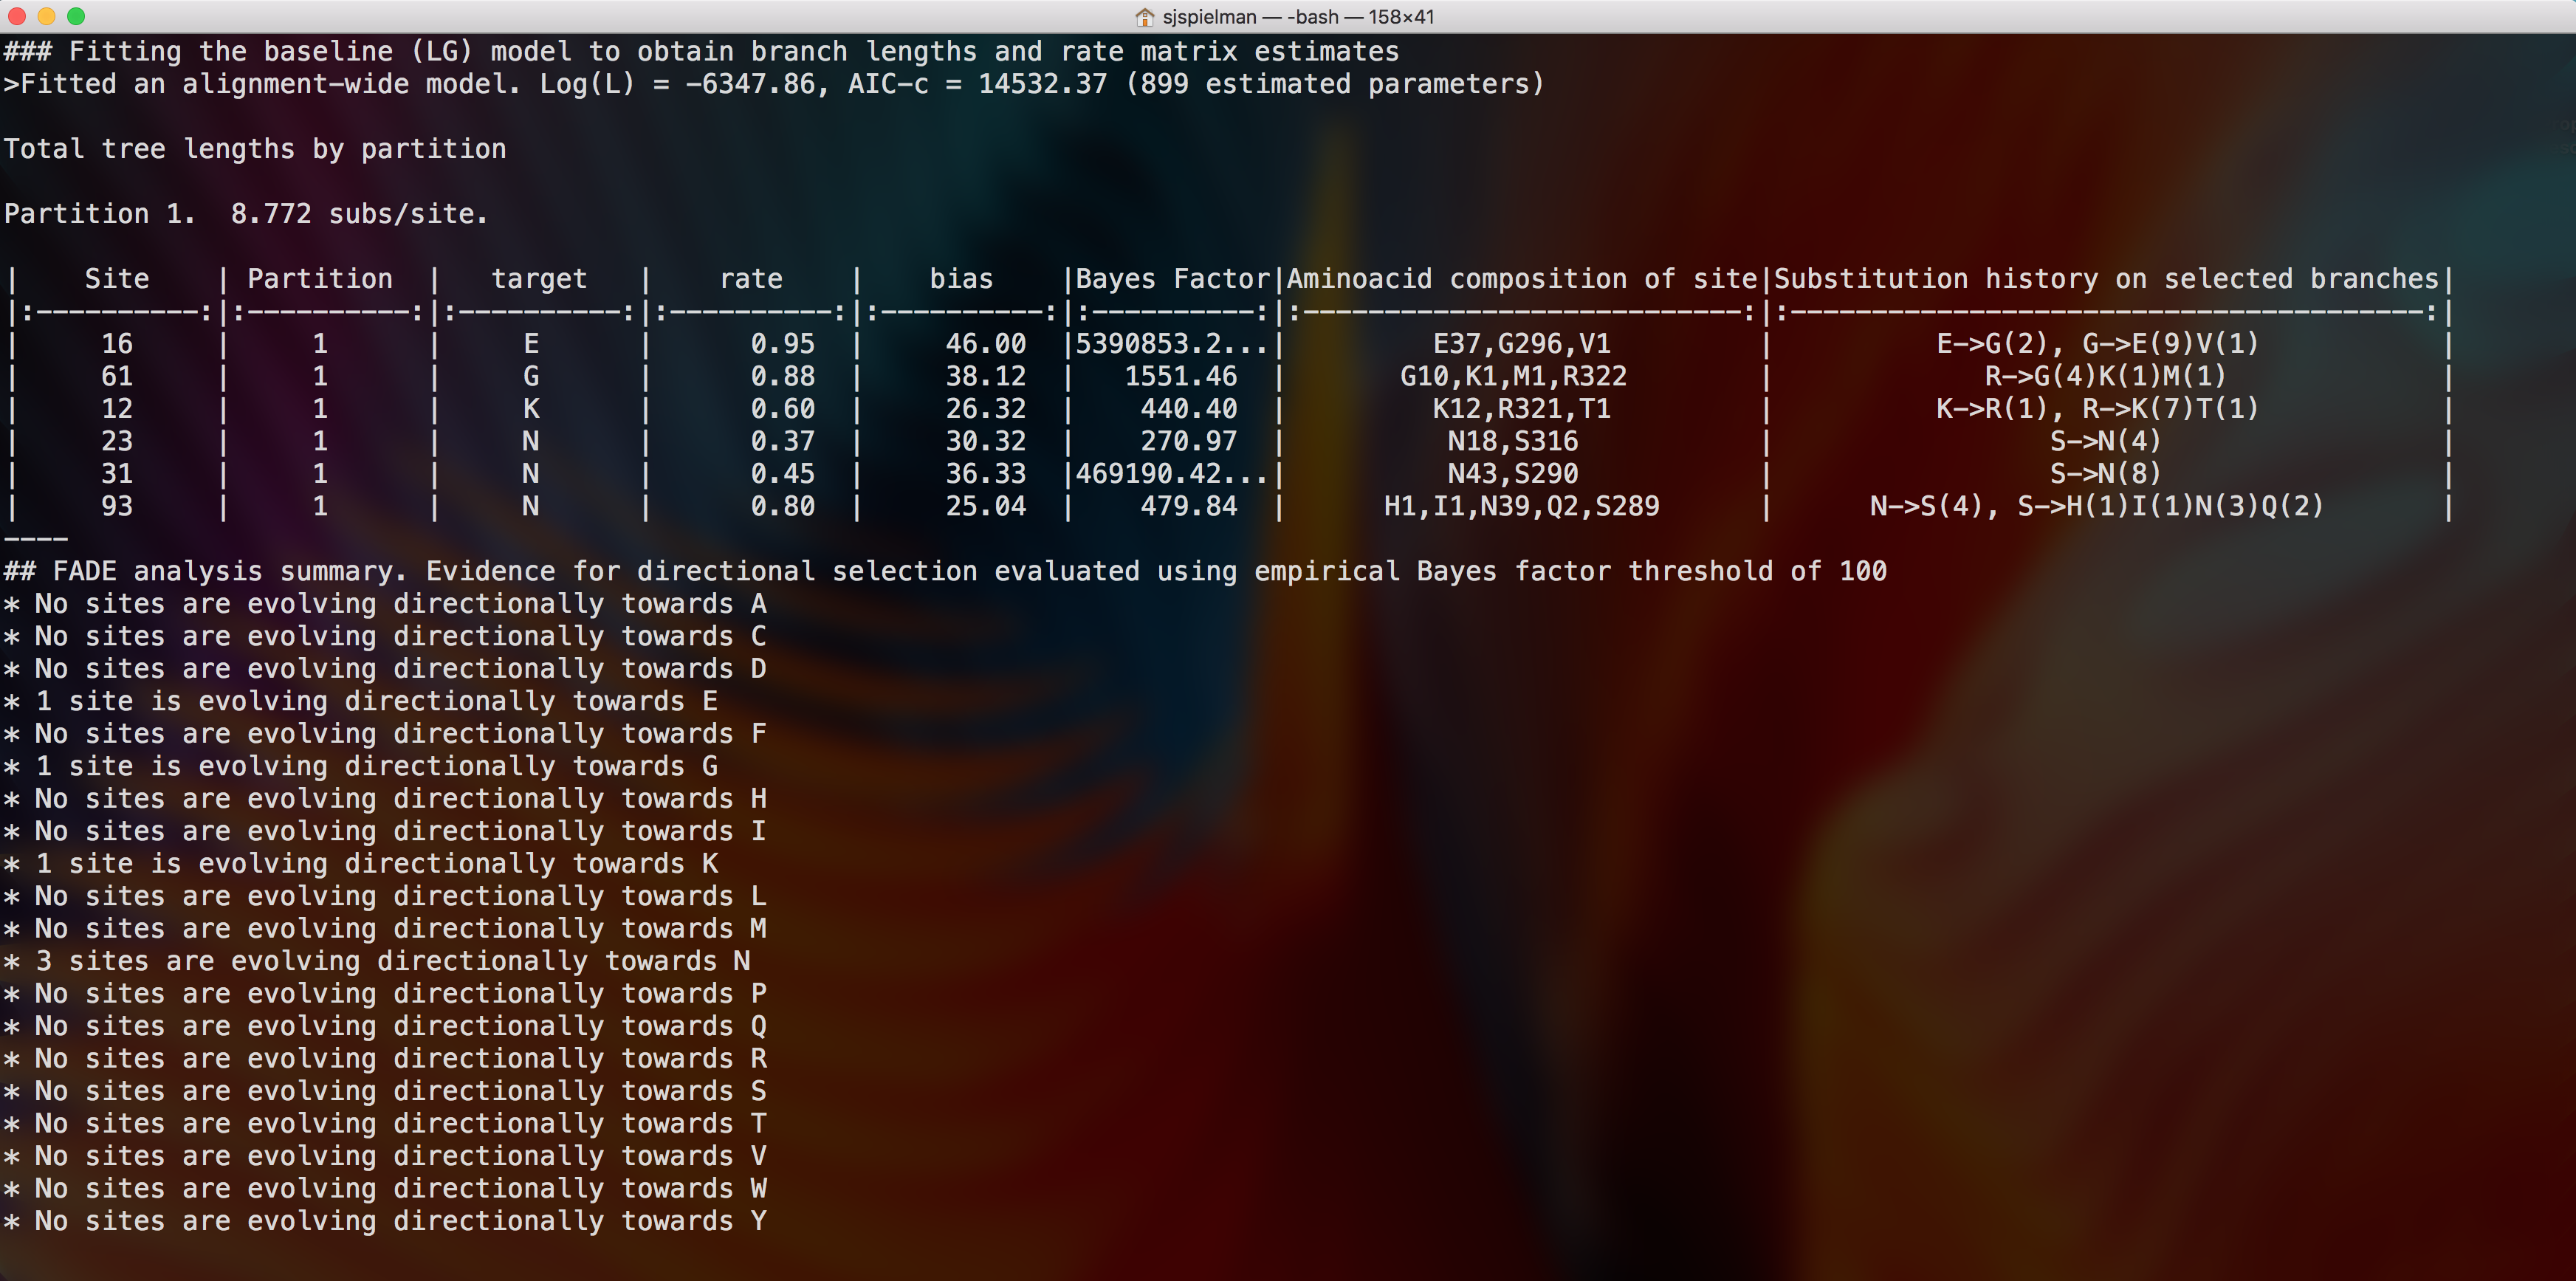 sjspielman — -bash — 158×41
### Fitting the baseline (LG) model to obtain branch lengths and rate matrix estimates
>Fitted an alignment-wide model. Log(L) = -6347.86, AIC-c = 14532.37 (899 estimated parameters)
Total tree lengths by partition
Partition 1.  8.772 subs/site.
|    Site    | Partition  |   target   |    rate    |    bias    |Bayes Factor|Aminoacid composition of site|Substitution history on selected branches|
|:----------:|:----------:|:----------:|:----------:|:----------:|:----------:|:---------------------------:|:---------------------------------------:|
|     16     |     1      |     E      |      0.95  |     46.00  |5390853.2...|         E37,G296,V1         |          E->G(2), G->E(9)V(1)           |
|     61     |     1      |     G      |      0.88  |     38.12  |   1551.46  |       G10,K1,M1,R322        |             R->G(4)K(1)M(1)             |
|     12     |     1      |     K      |      0.60  |     26.32  |    440.40  |         K12,R321,T1         |          K->R(1), R->K(7)T(1)           |
|     23     |     1      |     N      |      0.37  |     30.32  |    270.97  |          N18,S316           |                 S->N(4)                 |
|     31     |     1      |     N      |      0.45  |     36.33  |469190.42...|          N43,S290           |                 S->N(8)                 |
|     93     |     1      |     N      |      0.80  |     25.04  |    479.84  |      H1,I1,N39,Q2,S289      |      N->S(4), S->H(1)I(1)N(3)Q(2)       |
----
## FADE analysis summary. Evidence for directional selection evaluated using empirical Bayes factor threshold of 100
* No sites are evolving directionally towards A
* No sites are evolving directionally towards C
* No sites are evolving directionally towards D
* 1 site is evolving directionally towards E
* No sites are evolving directionally towards F
* 1 site is evolving directionally towards G
* No sites are evolving directionally towards H
* No sites are evolving directionally towards I
* 1 site is evolving directionally towards K
* No sites are evolving directionally towards L
* No sites are evolving directionally towards M
* 3 sites are evolving directionally towards N
* No sites are evolving directionally towards P
* No sites are evolving directionally towards Q
* No sites are evolving directionally towards R
* No sites are evolving directionally towards S
* No sites are evolving directionally towards T
* No sites are evolving directionally towards V
* No sites are evolving directionally towards W
* No sites are evolving directionally towards Y